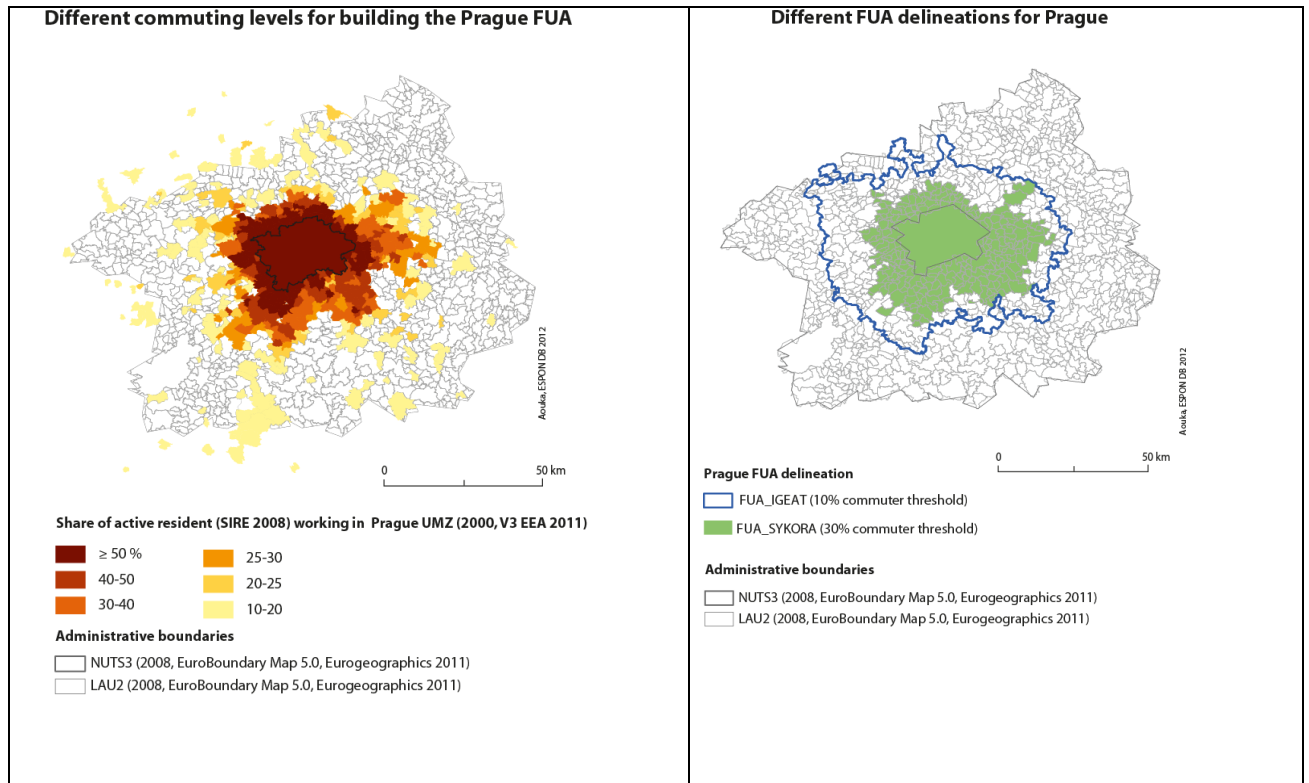 Different commuting levels for building the Prague FUA
Aouka, ESPON DB 2012
0 50 km
Share of active resident (SIRE 2008) working in Prague UMZ (2000, V3 EEA 2011)
≥ 50 % 25-30
40-50 20-25
30-40 10-20
Administrative boundaries
NUTS3 (2008, EuroBoundary Map 5.0, Eurogeographics 2011)
LAU2 (2008, EuroBoundary Map 5.0, Eurogeographics 2011)
Different FUA delineations for Prague
Aouka, ESPON DB 2012
0 50 km
Prague FUA delineation
FUA_IGEAT (10% commuter threshold)
FUA_SYKORA (30% commuter threshold)
Administrative boundaries
NUTS3 (2008, EuroBoundary Map 5.0, Eurogeographics 2011)
LAU2 (2008, EuroBoundary Map 5.0, Eurogeographics 2011)